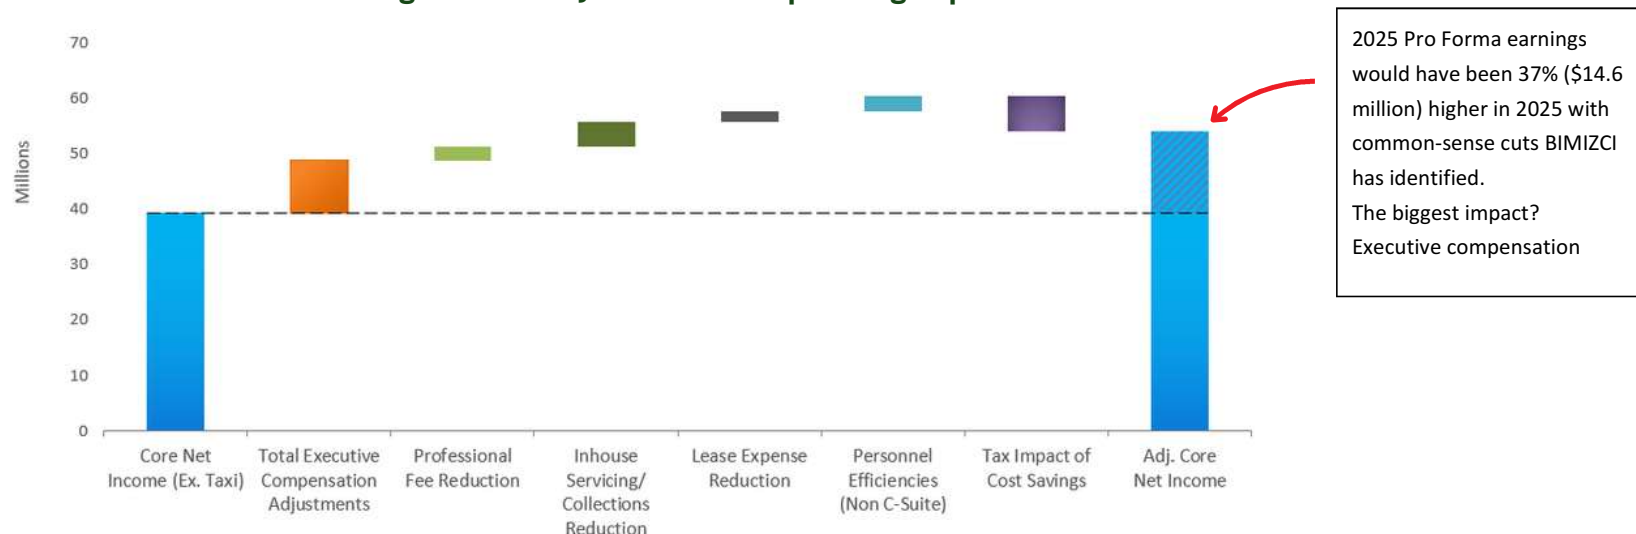 70
60
50
40
30
20
10
0
Millions
Core Net
Income (Ex. Taxi)
Total Executive
Compensation
Adjustments
Professional
Fee Reduction
Inhouse
Servicing/
Collections
Reduction
Lease Expense
Reduction
Personnel
Efficiencies
(Non C-Suite)
Tax Impact of
Cost Savings
Adj. Core
Net Income
2025 Pro Forma earnings
would have been 37% ($14.6
million) higher in 2025 with
common-sense cuts BIMIZCI
has identified.
The biggest impact?
Executive compensation